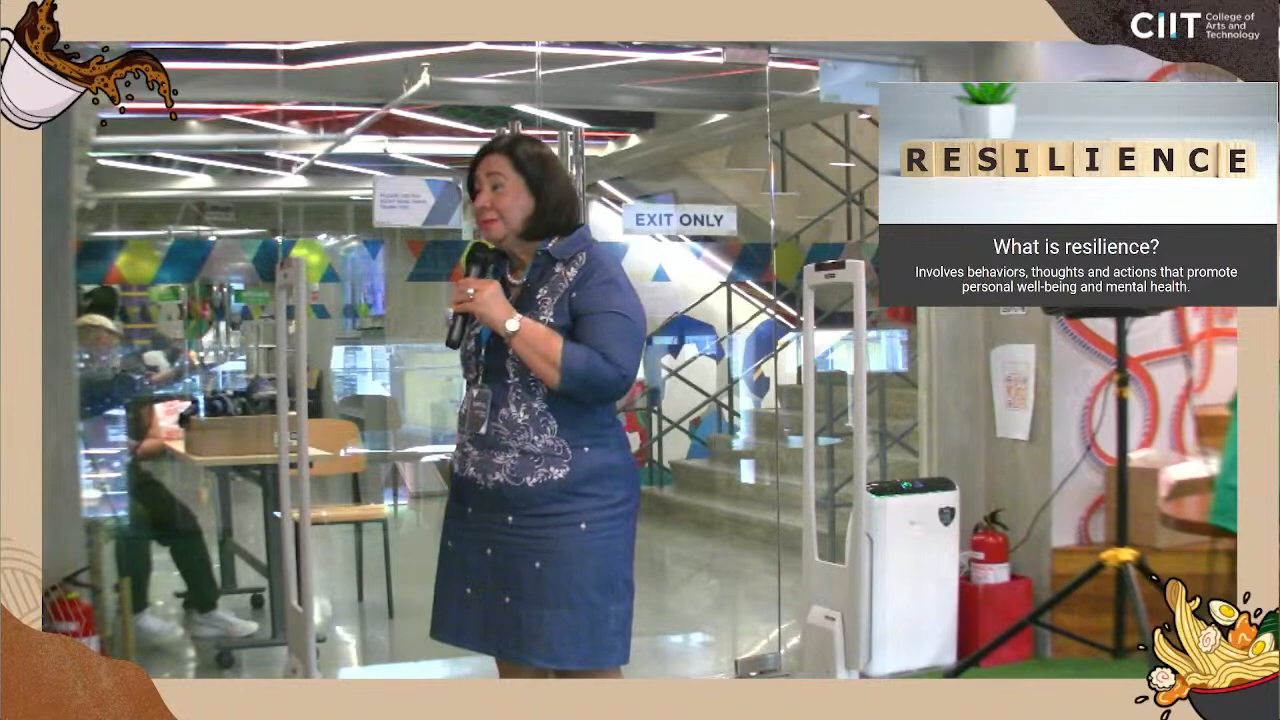 CIIT College of
Arts and
Technology
RESILIENCE
What is resilience?
Involves behaviors, thoughts and actions that promote
personal well-being and mental health.
EXIT ONLY